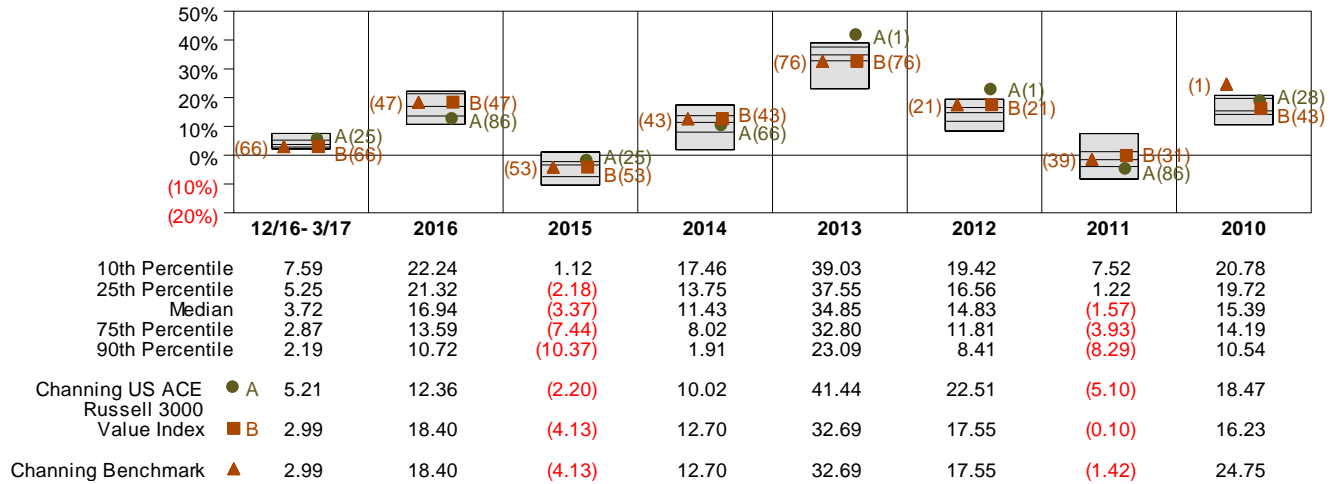 50%
40%
30%
20%
10%
0%
(10%)
(20%)
(66) A(25)
B(66)
(47) B(47)
A(86)
(53) A(25)
B(53)
(43) B(43)
A(66)
(76) A(1)
B(76)
(21) A(1)
B(21)
(39) B(31)
A(86)
(1) A(28)
B(43)
12/16- 3/17 2016 2015 2014 2013 2012 2011 2010
10th Percentile 7.59 22.24 1.12 17.46 39.03 19.42 7.52 20.78
25th Percentile 5.25 21.32 (2.18) 13.75 37.55 16.56 1.22 19.72
Median 3.72 16.94 (3.37) 11.43 34.85 14.83 (1.57) 15.39
75th Percentile 2.87 13.59 (7.44) 8.02 32.80 11.81 (3.93) 14.19
90th Percentile 2.19 10.72 (10.37) 1.91 23.09 8.41 (8.29) 10.54
Channing US ACE A 5.21 12.36 (2.20) 10.02 41.44 22.51 (5.10) 18.47
Russell 3000
Value Index B 2.99 18.40 (4.13) 12.70 32.69 17.55 (0.10) 16.23
Channing Benchmark 2.99 18.40 (4.13) 12.70 32.69 17.55 (1.42) 24.75